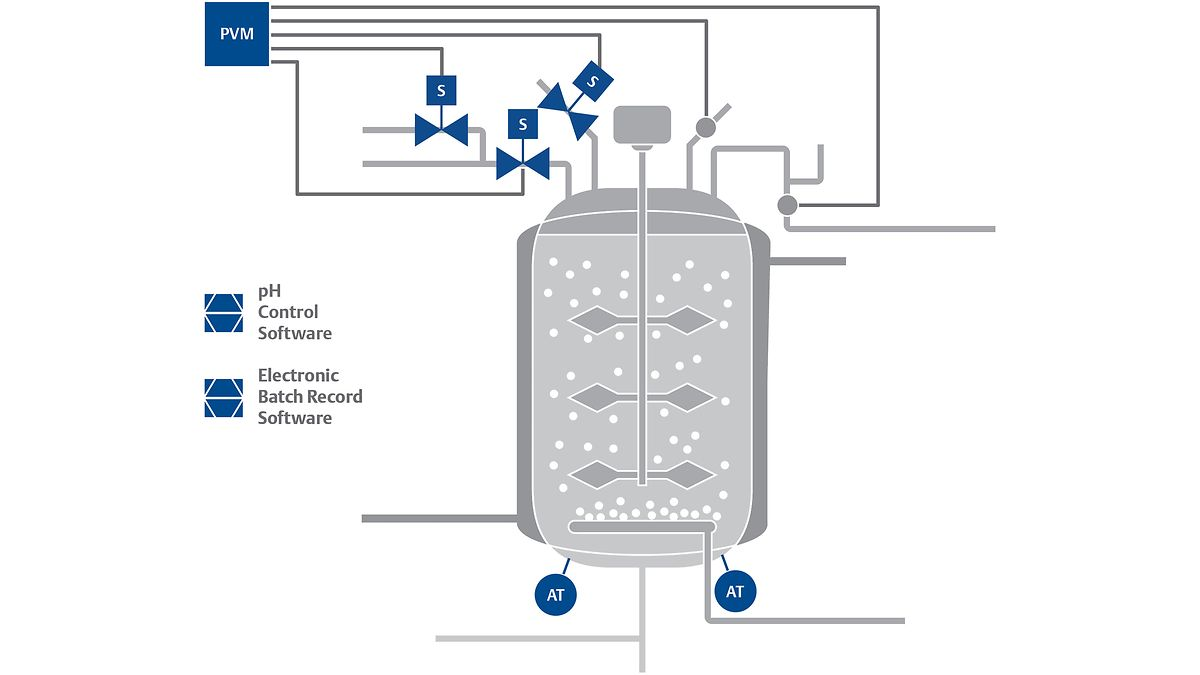 PVM
S
S
S
pH
Control
Software
Electronic
Batch Record
Software
AT
AT